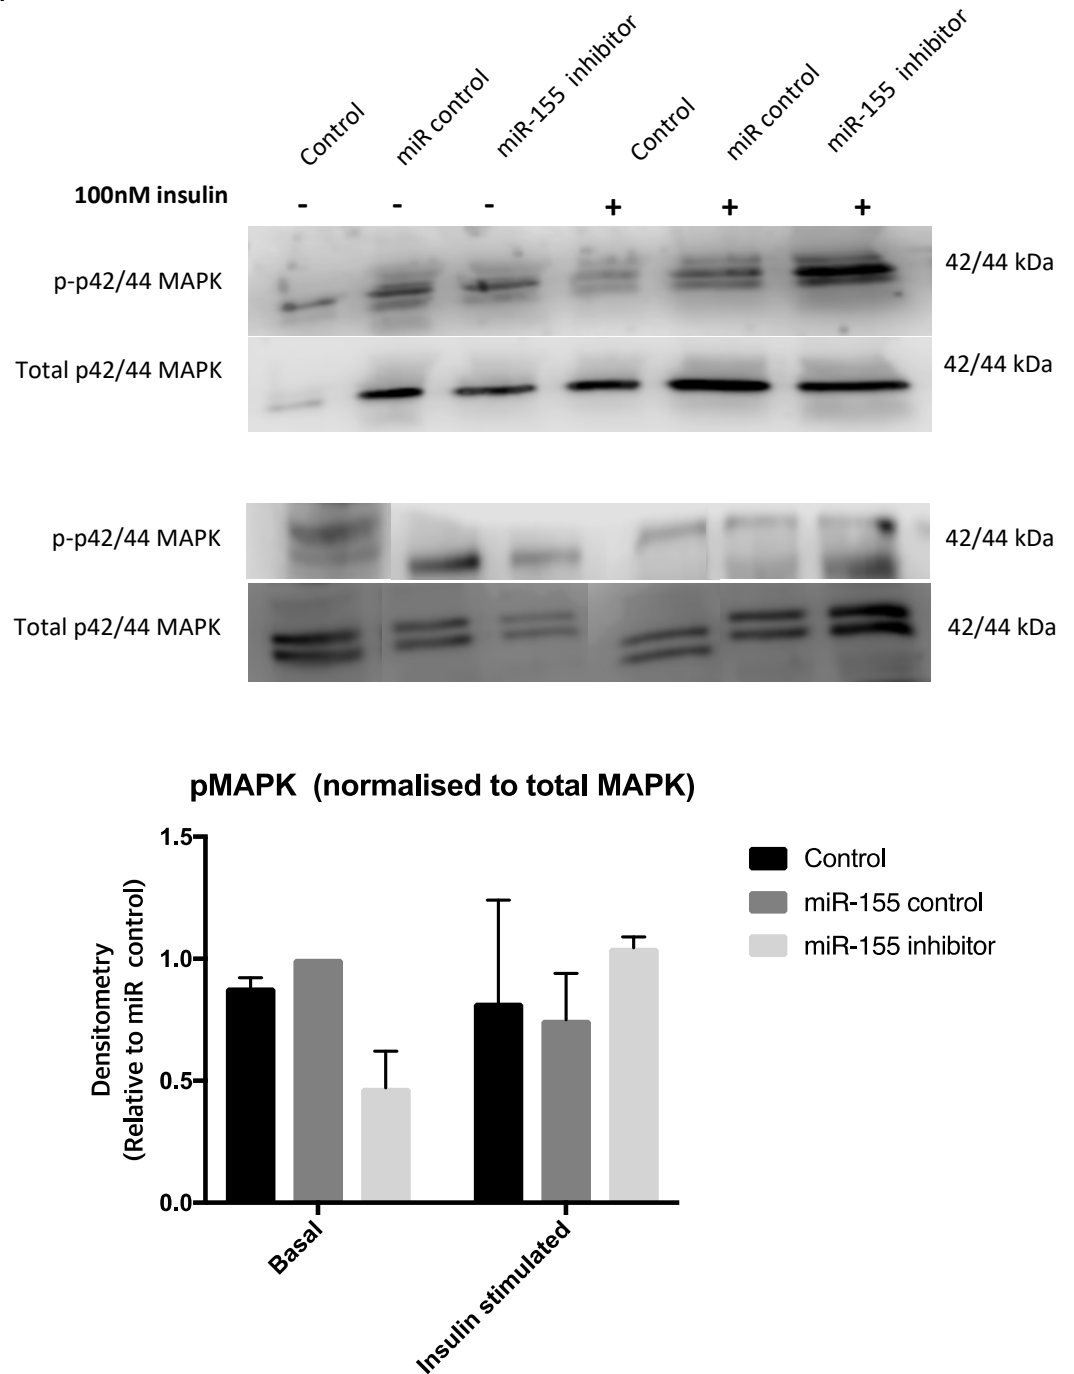 Control miR control miR-155 inhibitor Control miR control miR-155 inhibitor
100nM insulin - - - + + +
p-p42/44 MAPK 42/44 kDa
Total p42/44 MAPK 42/44 kDa
p-p42/44 MAPK 42/44 kDa
Total p42/44 MAPK 42/44 kDa
pMAPK (normalised to total MAPK)
Densitometry
(Relative to miR control)
1.5
1.0
0.5
0.0
Basal
Insulin stimulated
Control
miR-155 control
miR-155 inhibitor